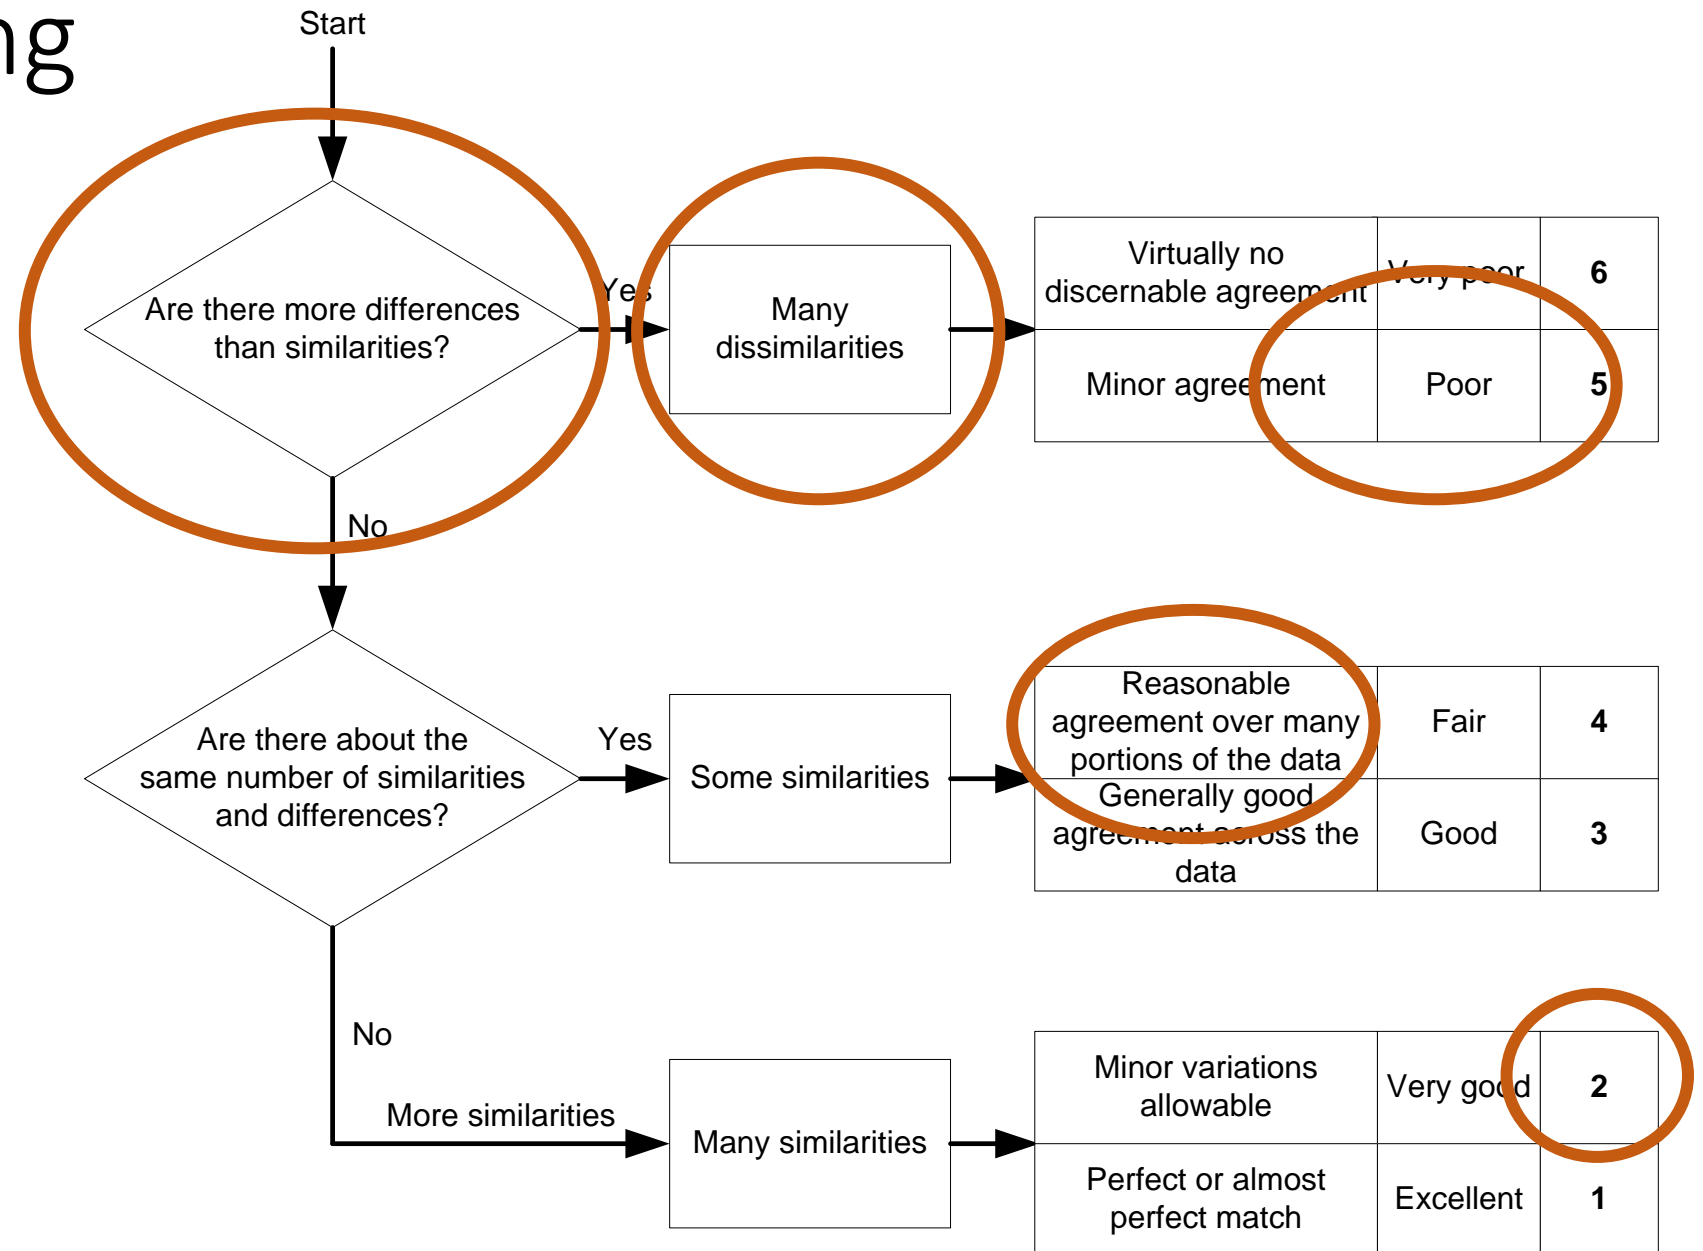 ng
Start
Are there more differences
than similarities?
Yes
Many
dissimilarities
Virtually no
discernable agreement
Very poor
6
Minor agreement
Poor
5
No
Are there about the
same number of similarities
and differences?
Yes
Some similarities
Reasonable
agreement over many
portions of the data
Fair
4
Generally good
agreement across the
data
Good
3
No
More similarities
Many similarities
Minor variations
allowable
Very good
2
Perfect or almost
perfect match
Excellent
1